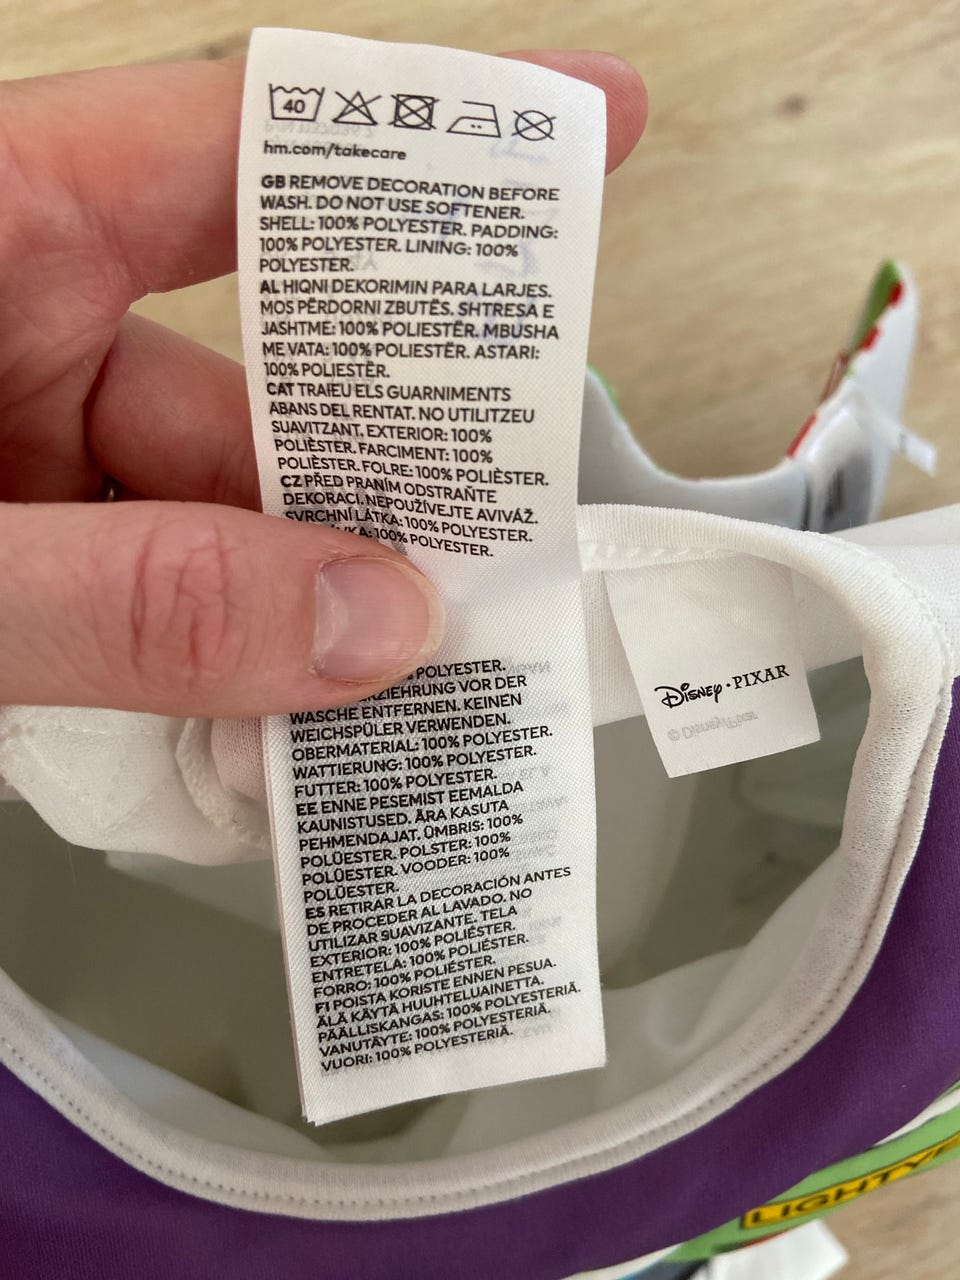 40
hm.com/takecare
GB REMOVE DECORATION BEFORE
WASH. DO NOT USE SOFTENER.
SHELL: 100% POLYESTER. PADDING:
100% POLYESTER. LINING: 100%
POLYESTER.
AL HIQNI DEKORIMIN PARA LARJES.
MOS PËRDORNI ZBUTËS. SHTRESA E
JASHTME: 100% POLIESTËR. MBUSHA
ME VATA: 100% POLIESTËR. ASTARI:
100% POLIESTËR.
CAT TRAIEU ELS GUARNIMENTS
ABANS DEL RENTAT. NO UTILITZEU
SUAVITZANT. EXTERIOR: 100%
POLIÈSTER. FARCIMENT: 100%
POLIÈSTER. FOLRE: 100% POLIÈSTER.
CZ PŘED PRANÍM ODSTRAŇTE
DEKORACI. NEPOUŽÍVEJTE AVIVÁŽ.
SVRCHNÍ LÁTKA: 100% POLYESTER.
100% POLYESTER.
POLYESTER.
VOR DER
WÄSCHE ENTFERNEN. KEINEN
WEICHSPÜLER VERWENDEN.
OBERMATERIAL: 100% POLYESTER.
WATTIERUNG: 100% POLYESTER.
FUTTER: 100% POLYESTER.
EE ENNE PESEMIST EEMALDA
KAUNISTUSED. ÄRA KASUTA
PEHMENDAJAT. ÜMBRIS: 100%
POLÜESTER. POLSTER: 100%
POLÜESTER. VOODER: 100%
POLÜESTER.
ES RETIRAR LA DECORACIÓN ANTES
DE PROCEDER AL LAVADO. NO
UTILIZAR SUAVIZANTE. TELA
EXTERIOR: 100% POLIÉSTER.
ENTRETELA: 100% POLIÉSTER.
FORRO: 100% POLIÉSTER.
FI POISTA KORISTE ENNEN PESUA.
ÄLÄ KÄYTÄ HUUHTELUAINETTA.
PÄÄLLISKANGAS: 100% POLYESTERIÄ.
VANUTÄYTE: 100% POLYESTERIÄ.
VUORI: 100% POLYESTERIÄ.
Disney·PIXAR